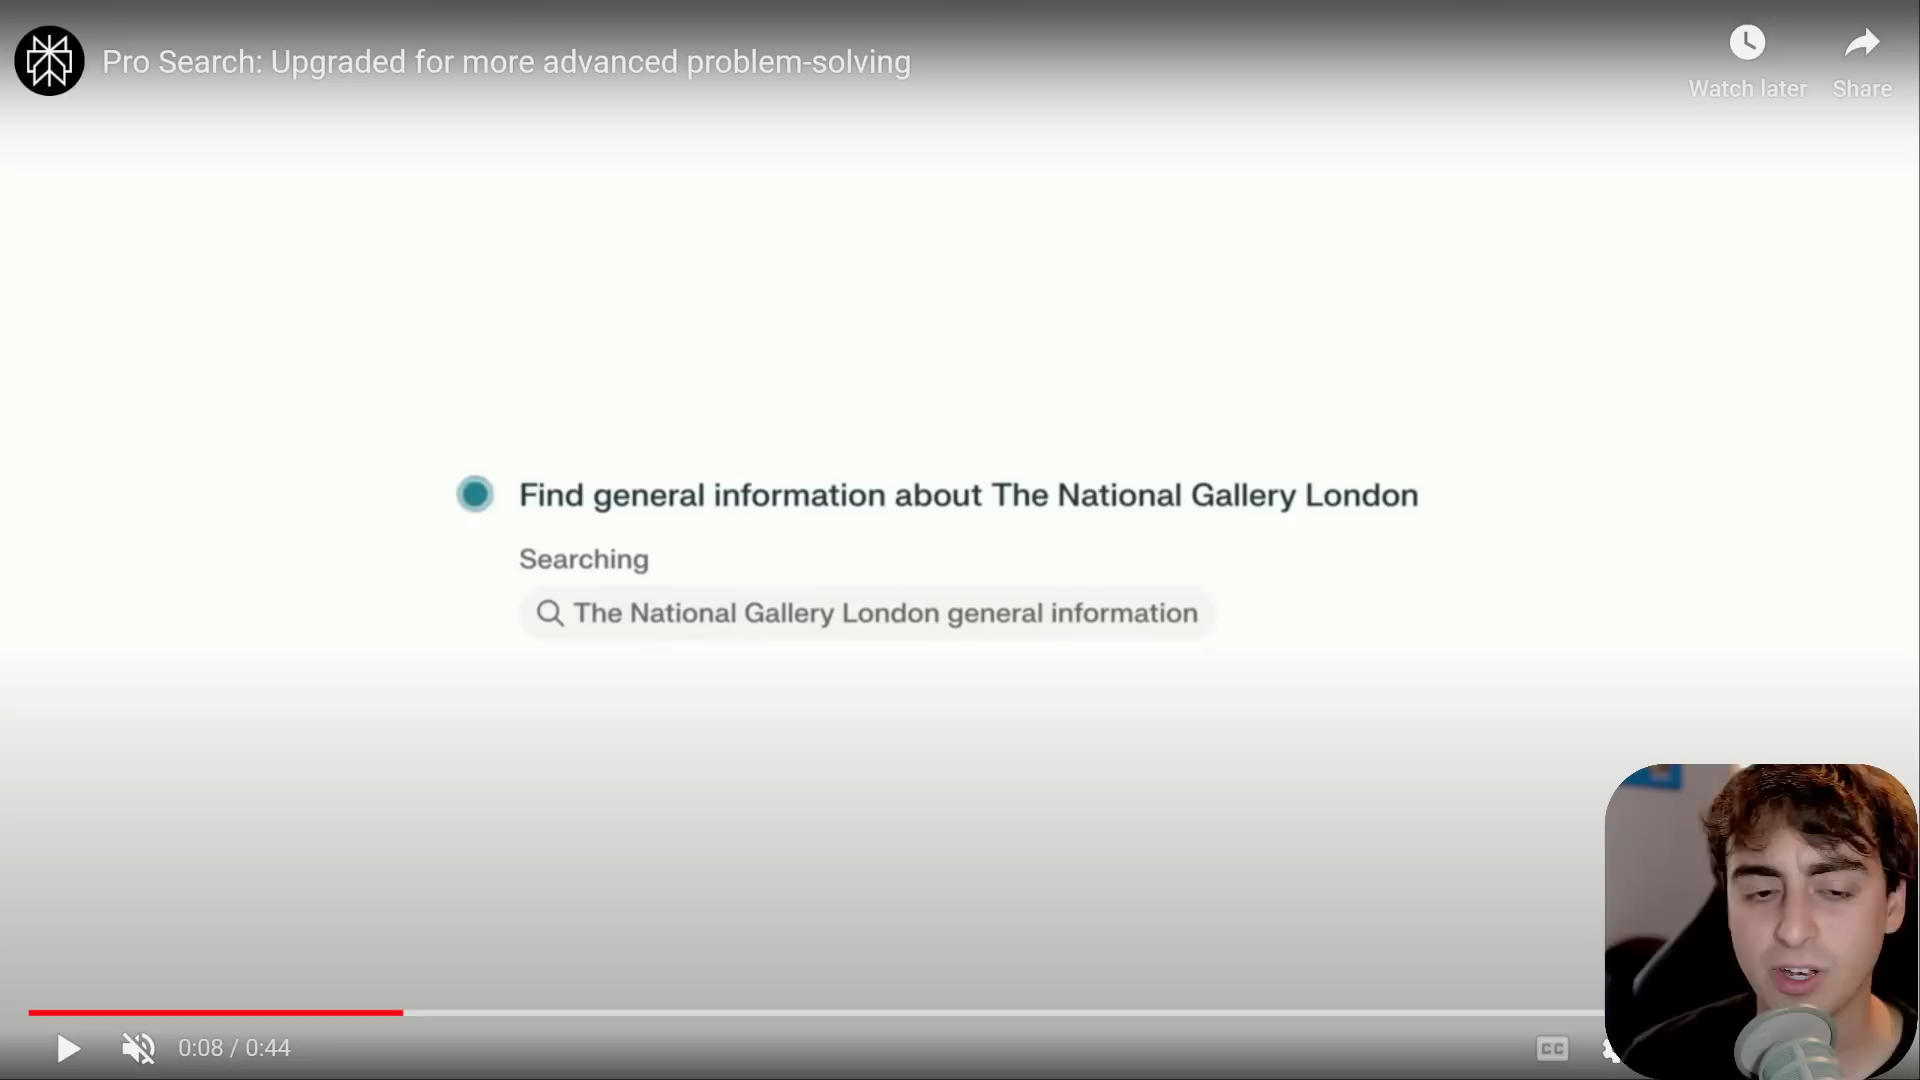 Pro Search: Upgraded for more advanced problem-solving
Watch later
Share
Find general information about The National Gallery London
Searching
The National Gallery London general information
0:08 / 0:44
CC